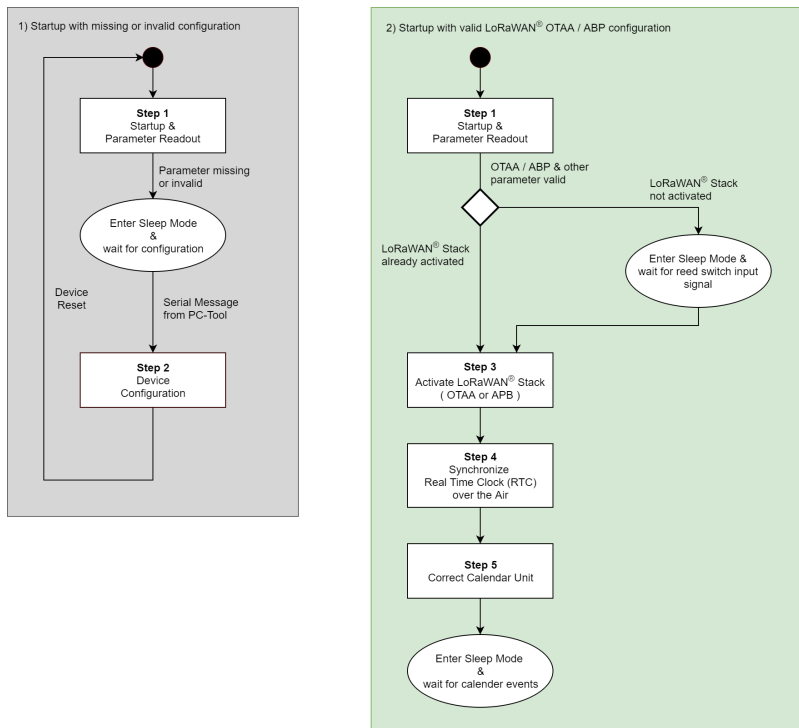 1) Startup with missing or invalid configuration
Step 1
Startup &
Parameter Readout
Parameter missing
or invalid
Enter Sleep Mode
&
wait for configuration
Device
Reset
Serial Message
from PC-Tool
Step 2
Device
Configuration
2) Startup with valid LoRaWAN® OTAA / ABP configuration
Step 1
Startup &
Parameter Readout
OTAA / ABP & other
parameter valid
LoRaWAN® Stack
not activated
LoRaWAN® Stack
already activated
Enter Sleep Mode &
wait for reed switch input
signal
Step 3
Activate LoRaWAN® Stack
( OTAA or APB )
Step 4
Synchronize
Real Time Clock (RTC)
over the Air
Step 5
Correct Calendar Unit
Enter Sleep Mode
&
wait for calender events